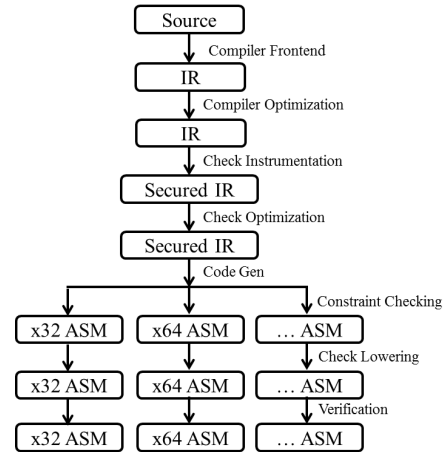 Source
Compiler Frontend
IR
Compiler Optimization
IR
Check Instrumentation
Secured IR
Check Optimization
Secured IR
Code Gen
Constraint Checking
x32 ASM x64 ASM ... ASM
Check Lowering
x32 ASM x64 ASM ... ASM
Verification
x32 ASM x64 ASM ... ASM